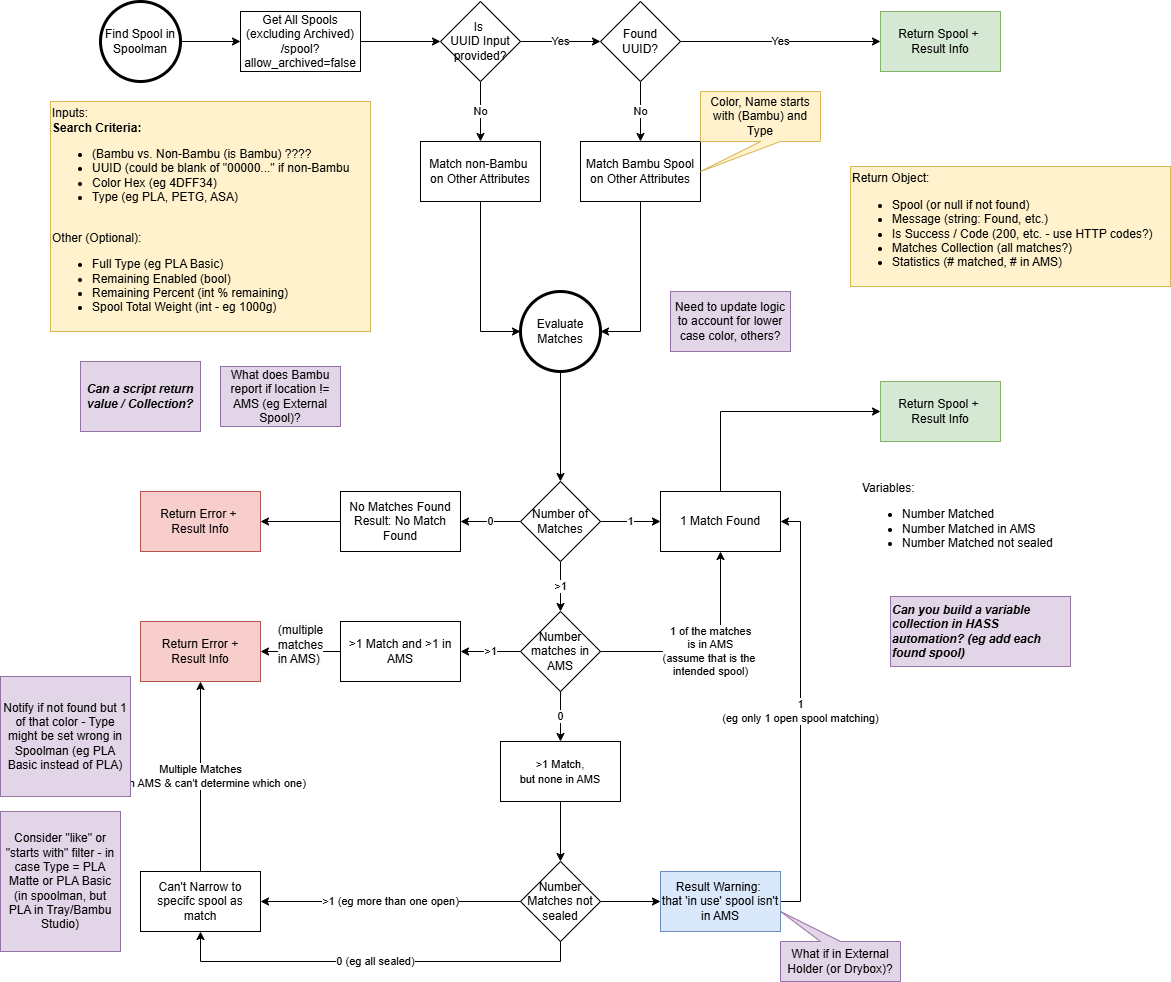 Find Spool in
Spoolman
Get All Spools
(excluding Archived)
/spool?
allow_archived=false
Is
UUID Input
provided?
Yes
Found
UUID?
Yes
Return Spool +
Result Info
No
No
Color, Name starts
with (Bambu) and
Type
Inputs:
Search Criteria:
(Bambu vs. Non-Bambu (is Bambu) ????
UUID (could be blank of "00000..." if non-Bambu
Color Hex (eg 4DFF34)
Type (eg PLA, PETG, ASA)
Other (Optional):
Full Type (eg PLA Basic)
Remaining Enabled (bool)
Remaining Percent (int % remaining)
Spool Total Weight (int - eg 1000g)
Match non-Bambu
on Other Attributes
Match Bambu Spool
on Other Attributes
Return Object:
Spool (or null if not found)
Message (string: Found, etc.)
Is Success / Code (200, etc. - use HTTP codes?)
Matches Collection (all matches?)
Statistics (# matched, # in AMS)
Evaluate
Matches
Need to update logic
to account for lower
case color, others?
Can a script return
value / Collection?
What does Bambu
report if location !=
AMS (eg External
Spool)?
Return Spool +
Result Info
Return Error +
Result Info
No Matches Found
Result: No Match
Found
0
Number of
Matches
1
1 Match Found
Variables:
Number Matched
Number Matched in AMS
Number Matched not sealed
>1
Return Error +
Result Info
(multiple
matches
in AMS)
>1 Match and >1 in
AMS
>1
Number
matches in
AMS
1 of the matches
is in AMS
(assume that is the
intended spool)
Can you build a variable
collection in HASS
automation? (eg add each
found spool)
Notify if not found but 1
of that color - Type
might be set wrong in
Spoolman (eg PLA
Basic instead of PLA)
0
1
(eg only 1 open spool matching)
>1 Match,
but none in AMS
Multiple Matches
AMS & can't determine which one)
Consider "like" or
"starts with" filter - in
case Type = PLA
Matte or PLA Basic
(in spoolman, but
PLA in Tray/Bambu
Studio)
Can't Narrow to
specifc spool as
match
>1 (eg more than one open)
Number
Matches not
sealed
Result Warning:
that 'in use' spool isn't
in AMS
What if in External
Holder (or Drybox)?
0 (eg all sealed)